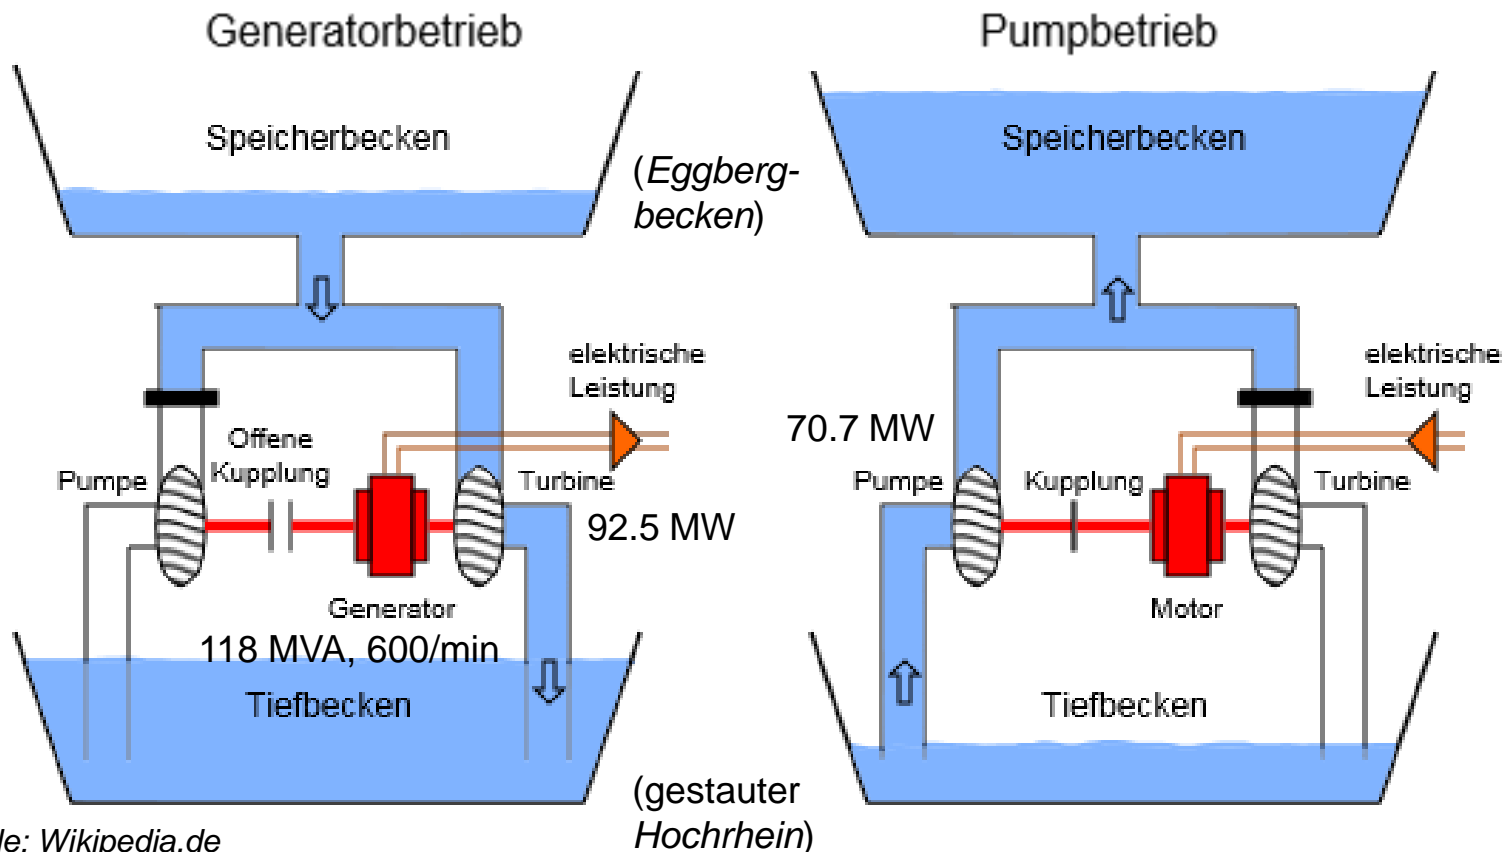 Generatorbetrieb
Speicherbecken
(Eggberg-
becken)
elektrische
Leistung
Offene
Kupplung
Pumpe
Turbine
92.5 MW
Generator
118 MVA, 600/min
Tiefbecken
(gestauter
Hochrhein)
le: Wikipedia.de
Pumpbetrieb
Speicherbecken
elektrische
Leistung
70.7 MW
Pumpe
Kupplung
Turbine
Motor
Tiefbecken